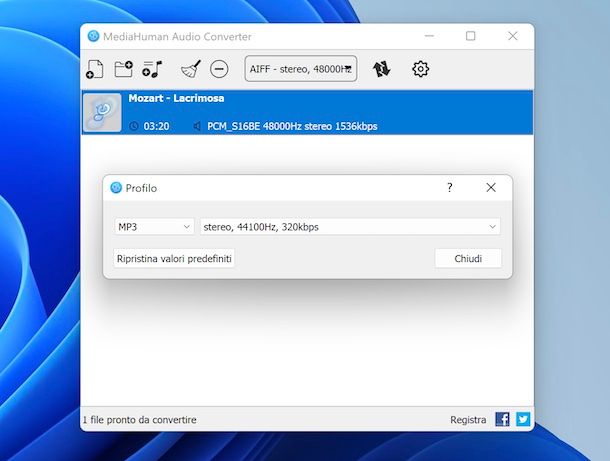 MediaHuman Audio Converter
AIFF - stereo, 48000Hz
Mozart - Lacrimosa
03:20 PCM_S16BE 48000Hz stereo 1536kbps
Profilo ?
MP3 stereo, 44100Hz, 320kbps
Ripristina valori predefiniti Chiudi
1 file pronto da convertire Registra